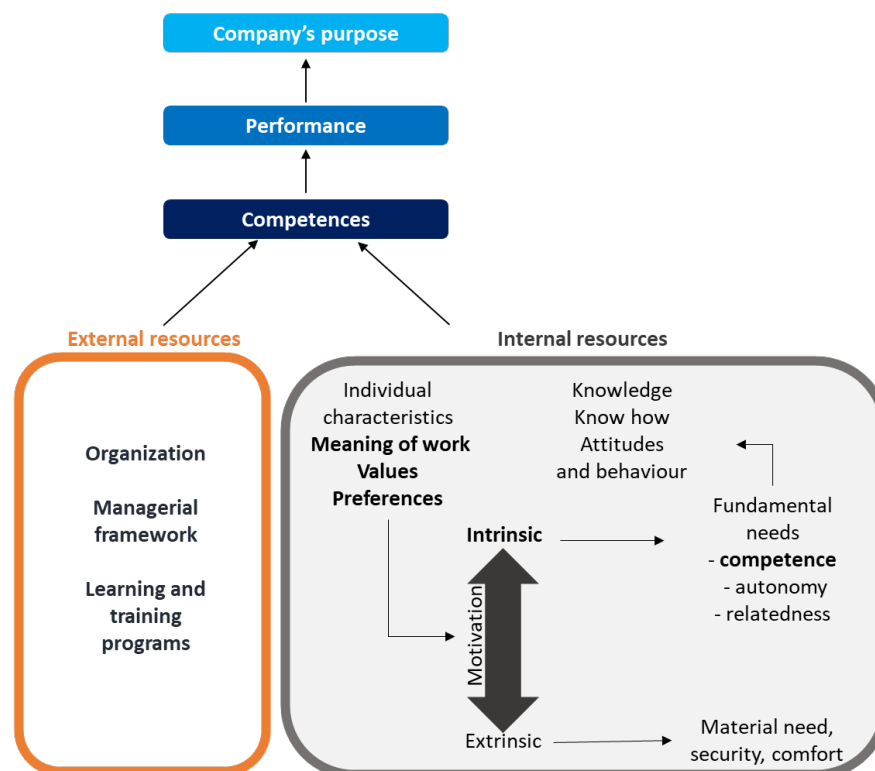 Company's purpose
Performance
Competences
External resources
Organization
Managerial
framework
Learning and
training
programs
Internal resources
Individual
characteristics
Meaning of work
Values
Preferences
Knowledge
Know how
Attitudes
and behaviour
Intrinsic
Motivation
Extrinsic
Fundamental
needs
- competence
- autonomy
- relatedness
Material need,
security, comfort